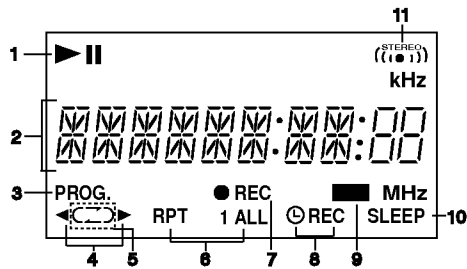 11
1 STEREO
kHz
2
3 PROG. REC MHz
RPT 1 ALL REC SLEEP 10
4 5 6 7 8 9